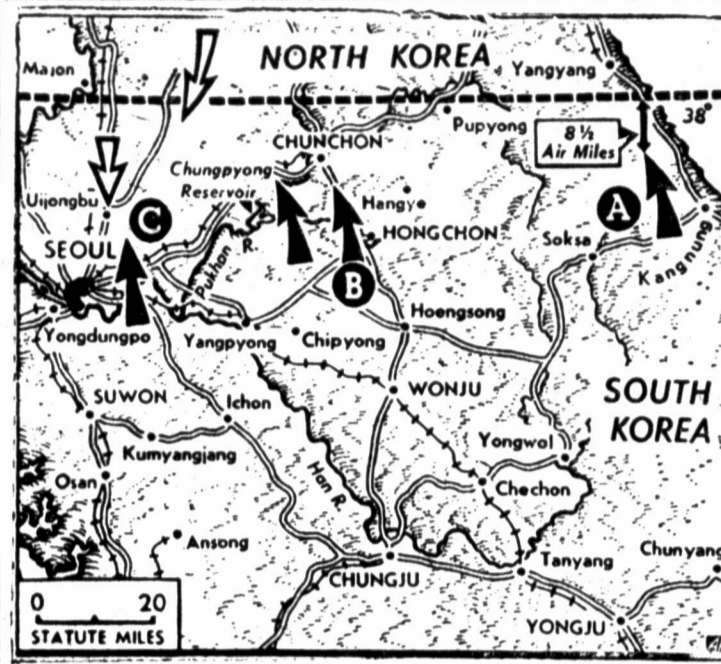 NORTH KOREA
Majon
Yangyang
38°
Pupyong
8 ½
Air Miles
CHUNCHON
Chungpyong
Reservoir
Uijongbu
Hangye
C
A
SEOUL
Pukhan R.
HONGCHON
Soksa
Kangnung
B
Yongdungpo
Yangpyong
Chipyong
Hoengsong
SUWON
Ichon
WONJU
SOUTH
KOREA
Kumyangjang
Yongwol
Osan
Han R.
Chechon
Ansong
CHUNGJU
Tanyang
Chunyang
YONGJU
0 20
STATUTE MILES